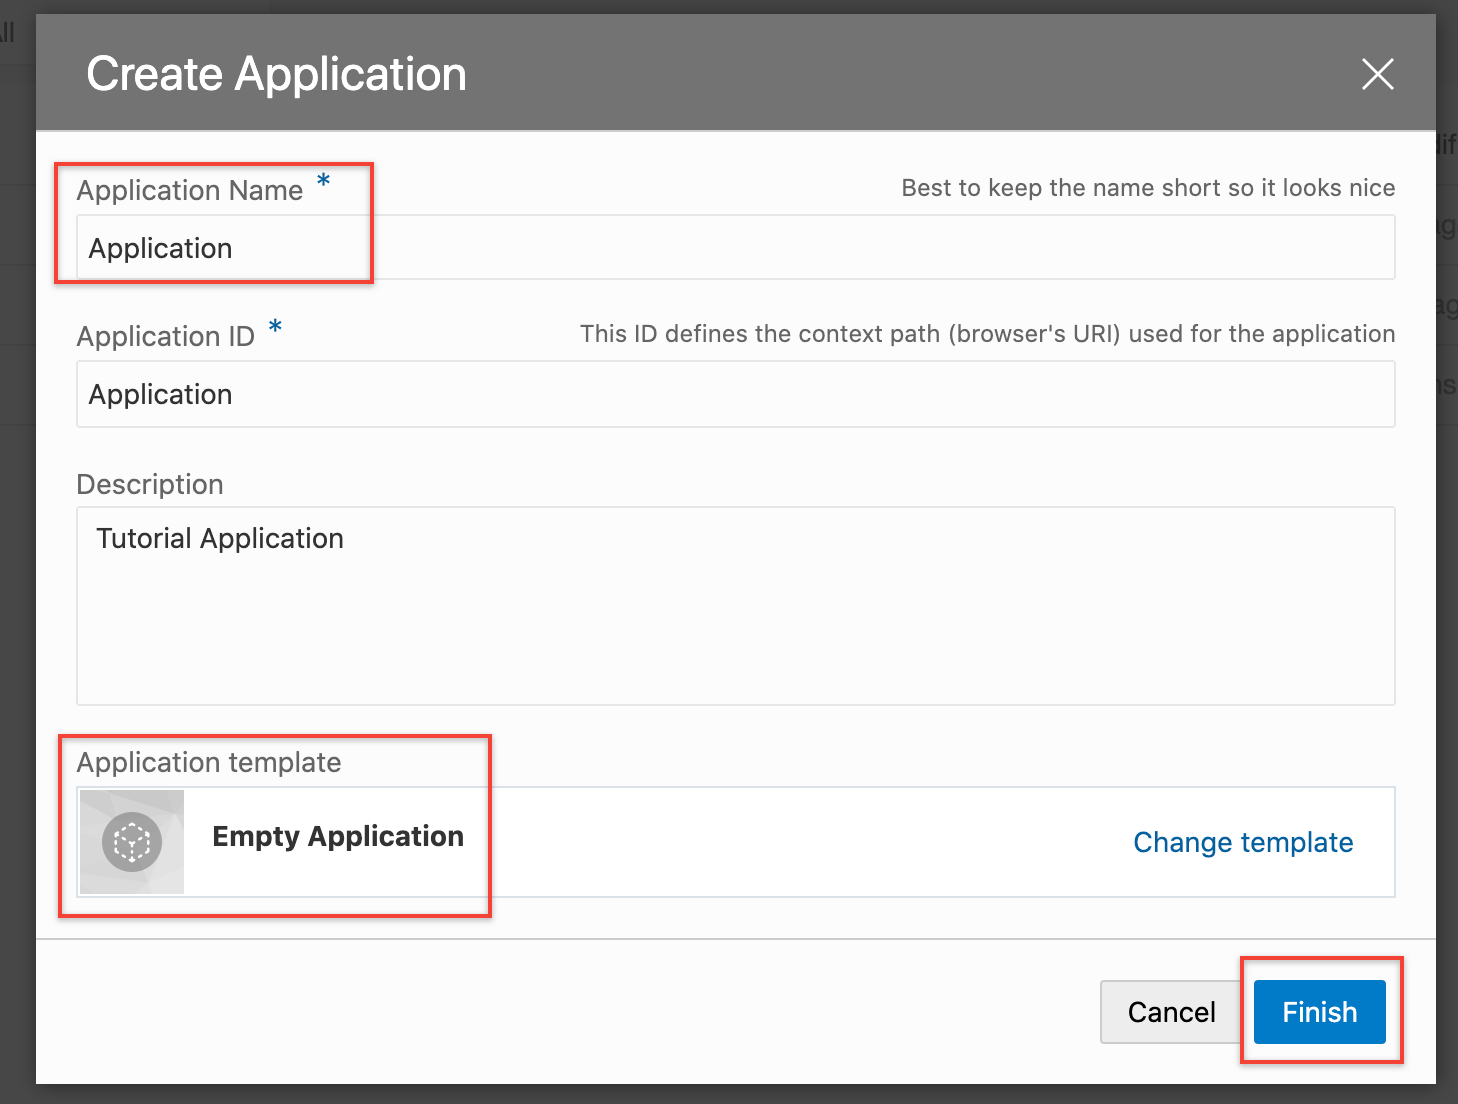 Create Application
Application Name *
Best to keep the name short so it looks nice
Application
Application ID *
This ID defines the context path (browser's URI) used for the application
Application
Description
Tutorial Application
Application template
Empty Application
Change template
Cancel
Finish